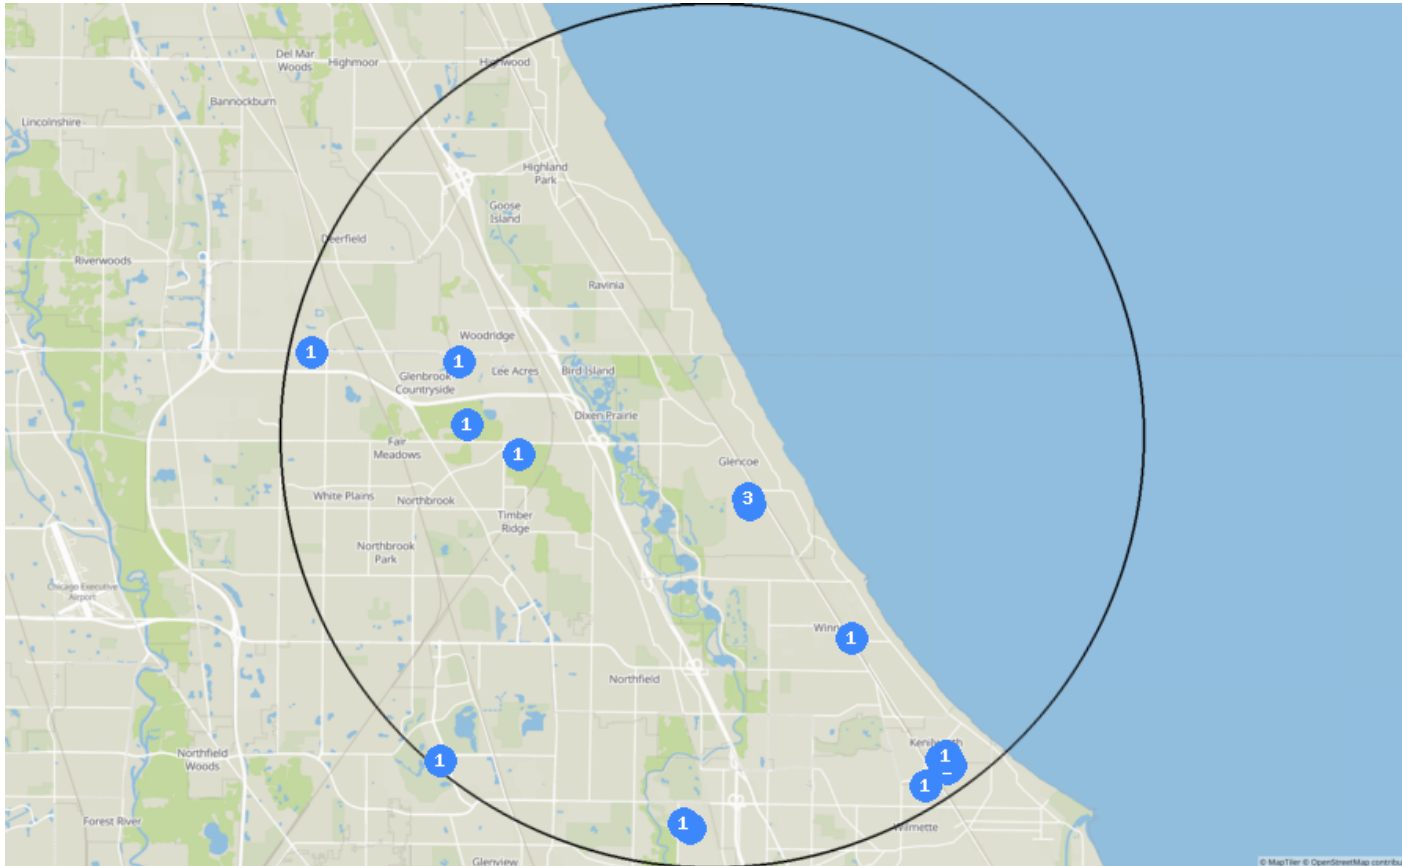 Del Mar
Woods
Highmoor
Highwood
Bannockburn
Lincolnshire
Highland
Park
Goose
Island
Deerfield
Riverwoods
Ravinia
Woodridge
1
1
Glenbrook
Countryside
Lee Acres
Bird Island
1
Dixen Prairie
Fair
Meadows
1
Glencoe
White Plains
Northbrook
3
Timber
Ridge
Northbrook
Park
Chicago Executive
Airport
1
Northfield
Kenilworth
Northfield
Woods
1
1
1
Forest River
1
Wilmette
Glenview
© MapTiler © OpenStreetMap contribu